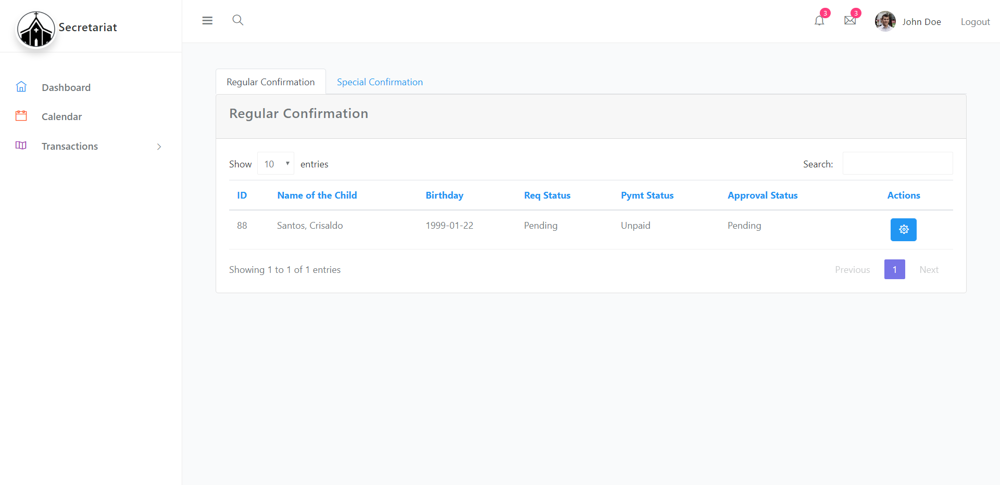 Secretariat
3
3
John Doe
Logout
Dashboard
Calendar
Transactions
Regular Confirmation
Special Confirmation
Regular Confirmation
Show 10 entries
Search:
ID Name of the Child Birthday Req Status Pymt Status Approval Status Actions
88 Santos, Crisaldo 1999-01-22 Pending Unpaid Pending
Showing 1 to 1 of 1 entries
Previous 1 Next